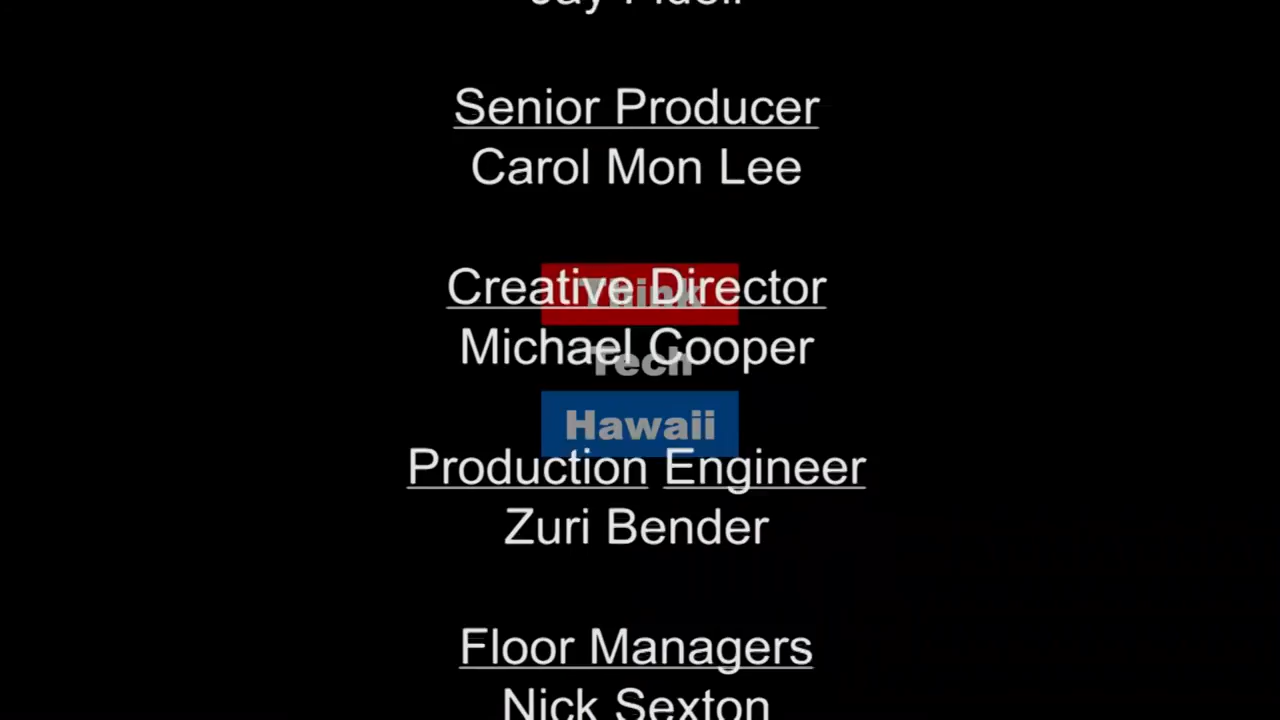 Senior Producer
Carol Mon Lee
Creative Director
Michael Cooper
Think
Tech
Hawaii
Production Engineer
Zuri Bender
Floor Managers
Nick Sexton